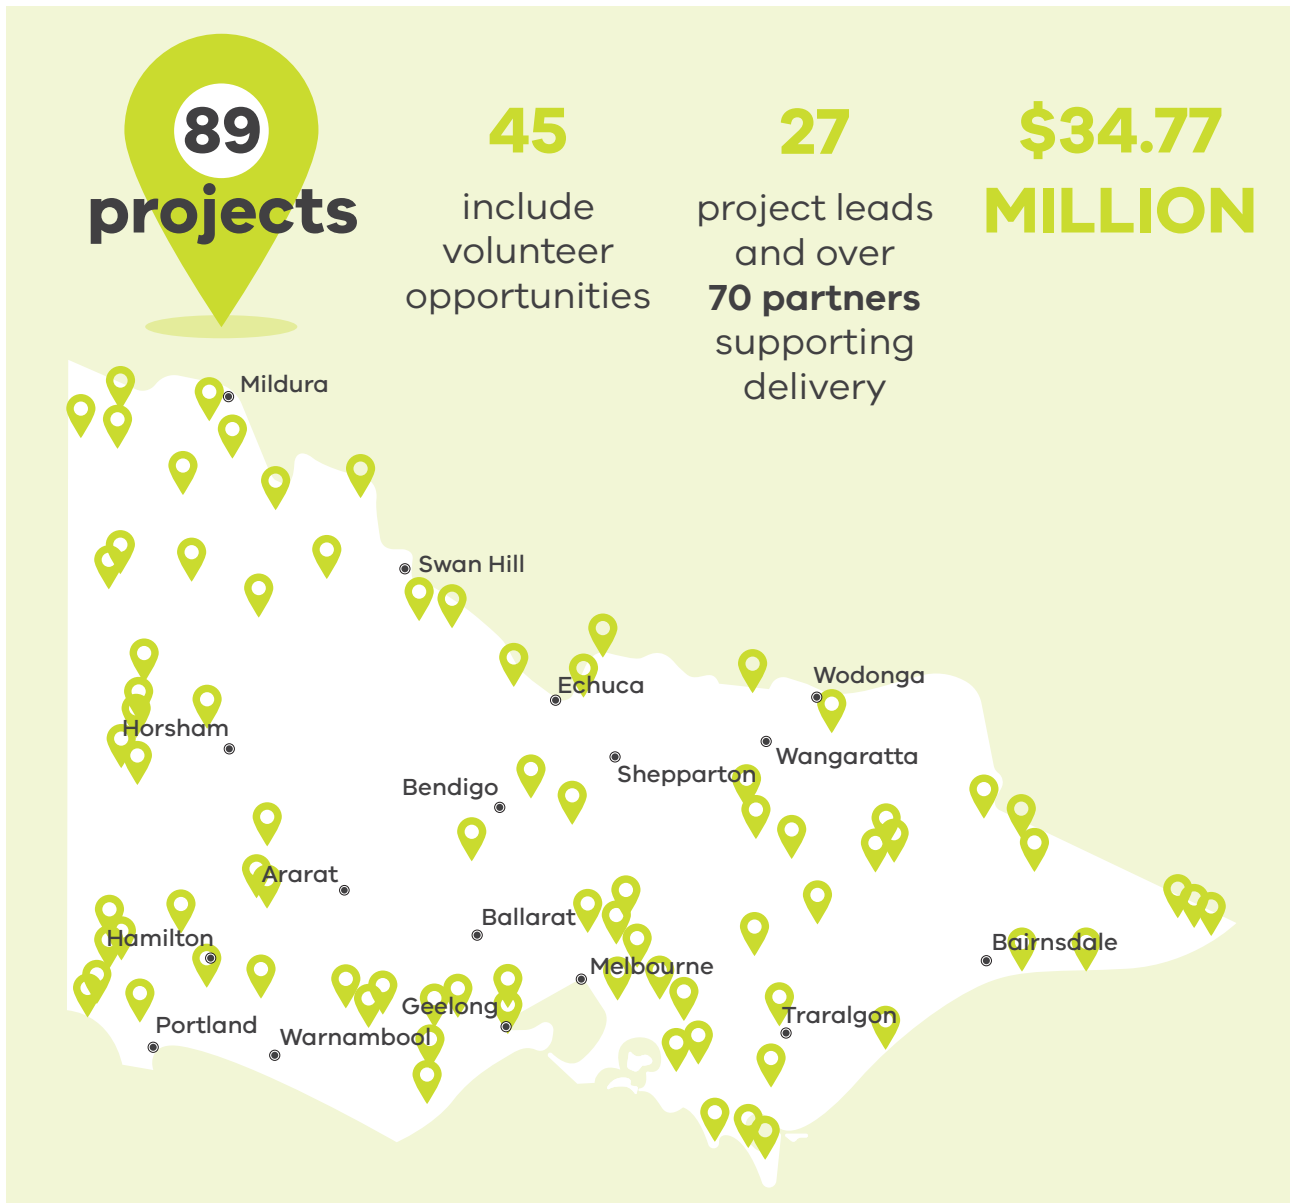 89
projects
45
include
volunteer
opportunities
27
project leads
and over
70 partners
supporting
delivery
$34.77
MILLION
Mildura
Swan Hill
Echuca
Wodonga
Horsham
Wangaratta
Shepparton
Bendigo
Ararat
Ballarat
Hamilton
Bairnsdale
Melbourne
Geelong
Traralgon
Portland
Warnambool